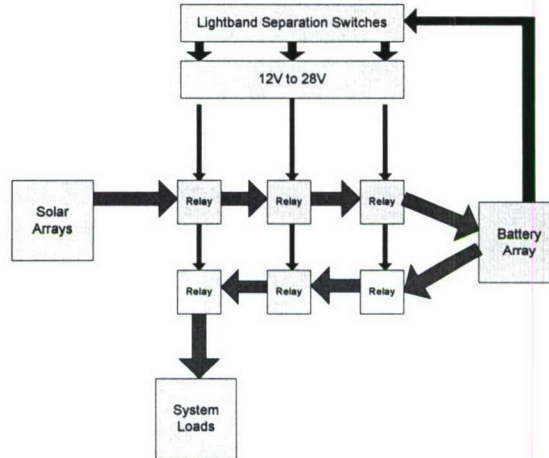 Lightband Separation Switches
12V to 28V
Relay Relay Relay
Solar
Arrays
Battery
Array
Relay Relay Relay
System
Loads